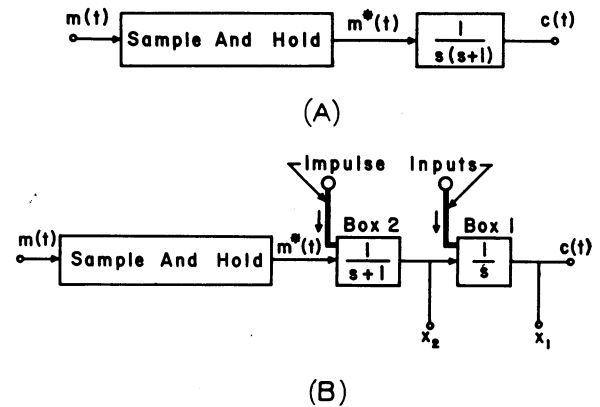 m(t)
Sample And Hold
m*(t)
1
s(s+1)
c(t)
(A)
Impulse Inputs
Box 2
Box 1
m(t)
Sample And Hold
m*(t)
1
s+1
1
s
c(t)
x₂
x₁
(B)